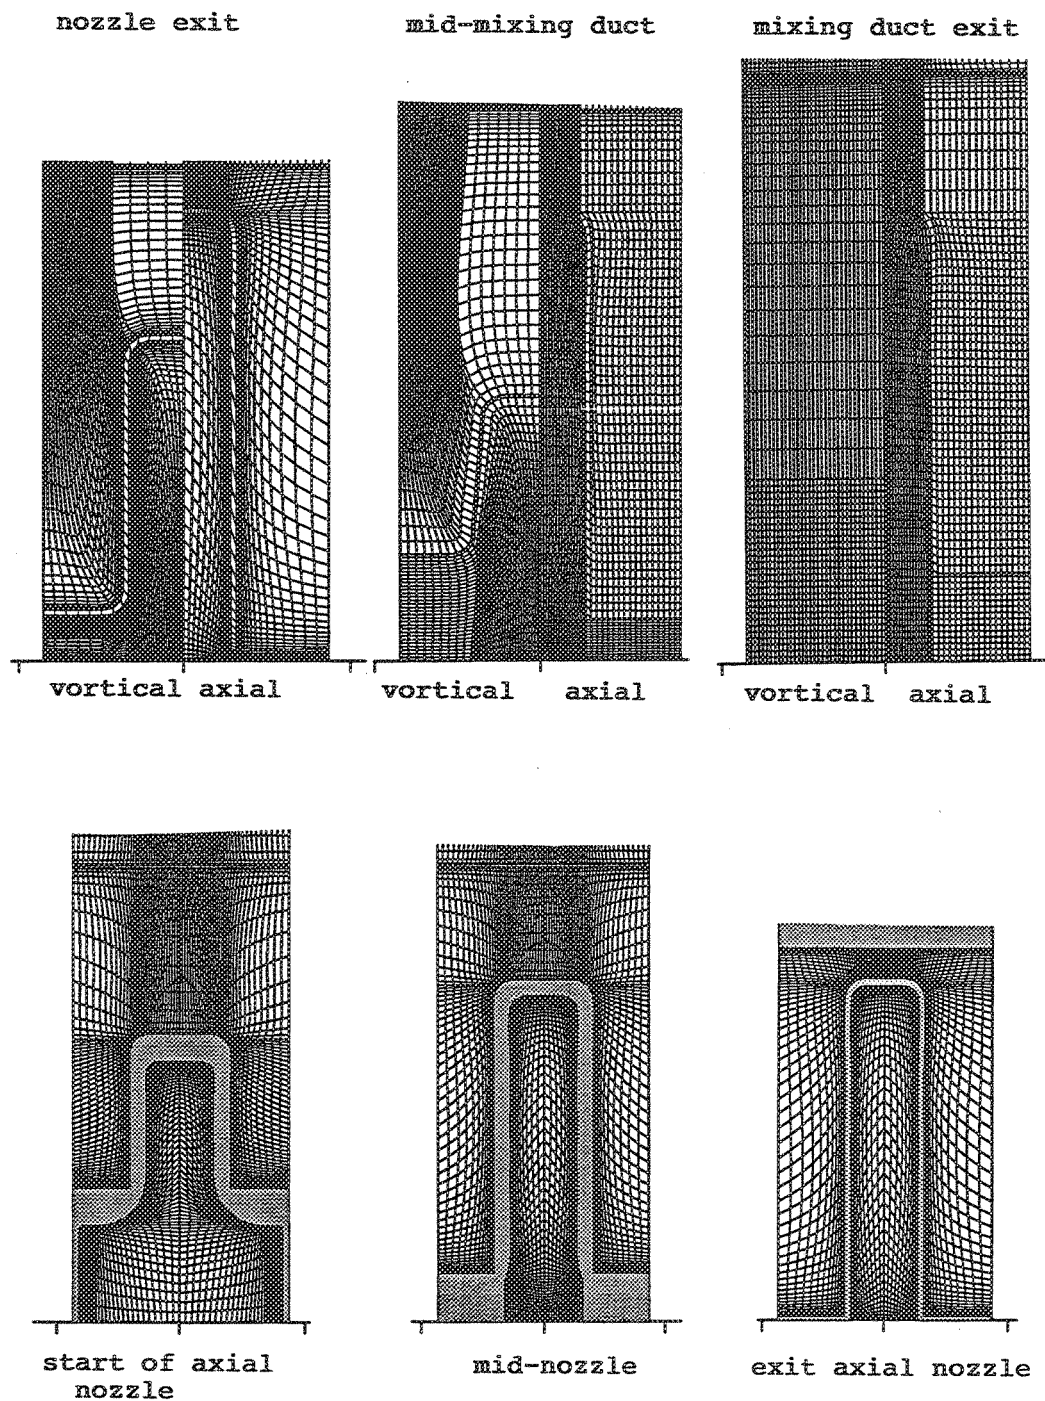 nozzle exit
mid-mixing duct
mixing duct exit
vortical axial
vortical axial
vortical axial
start of axial
nozzle
mid-nozzle
exit axial nozzle